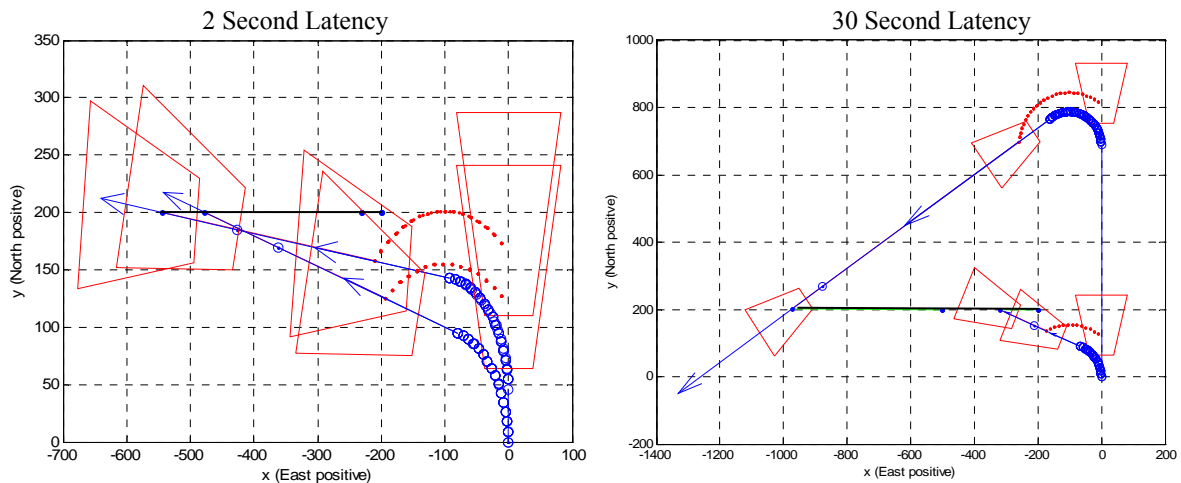 2 Second Latency
350
300
250
200
150
100
50
0
-700 -600 -500 -400 -300 -200 -100 0 100
x (East positive)
y (North positve)
30 Second Latency
1000
800
600
400
200
0
-200
-1400 -1200 -1000 -800 -600 -400 -200 0 200
x (East positive)
y (North positive)